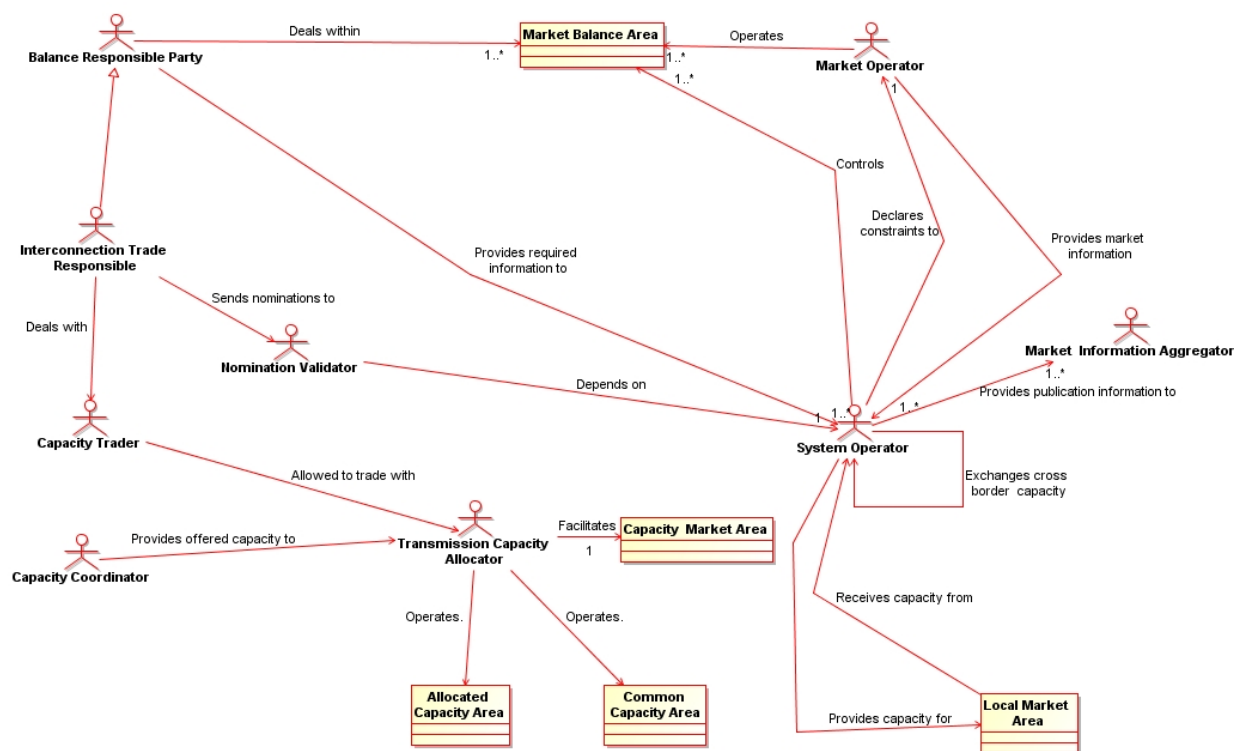 Deals within
Market Balance Area
Operates
1..*
1..*
1..*
Balance Responsible Party
Market Operator
1
Controls
Declares
constraints to
Provides market
information
Interconnection Trade
Responsible
Provides required
information to
Sends nominations to
Deals with
Nomination Validator
Market Information Aggregator
1..*
Depends on
Provides publication information to
1
1..*
1..*
Capacity Trader
System Operator
Allowed to trade with
Exchanges cross
border capacity
Facilitates
1
Capacity Market Area
Provides offered capacity to
Transmission Capacity
Allocator
Capacity Coordinator
Receives capacity from
Operates.
Operates.
Allocated
Capacity Area
Common
Capacity Area
Local Market
Area
Provides capacity for